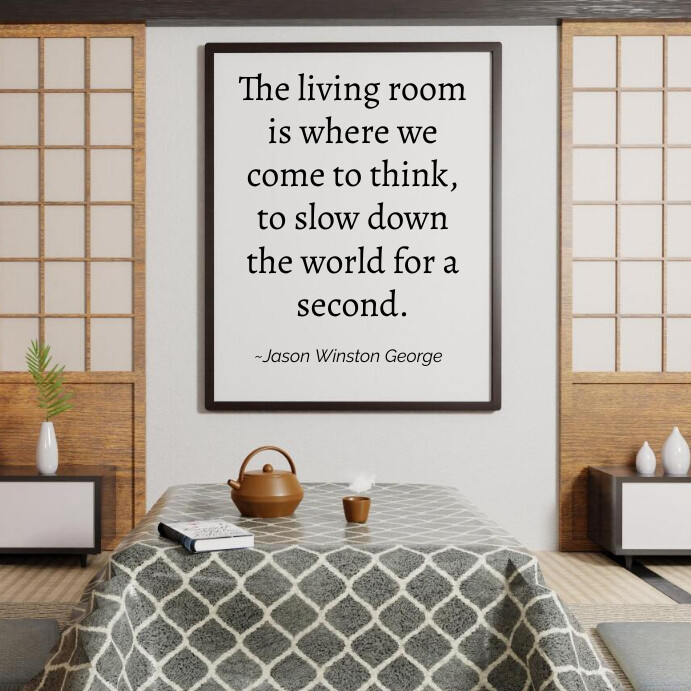 The living room
is where we
come to think,
to slow down
the world for a
second.
~Jason Winston George